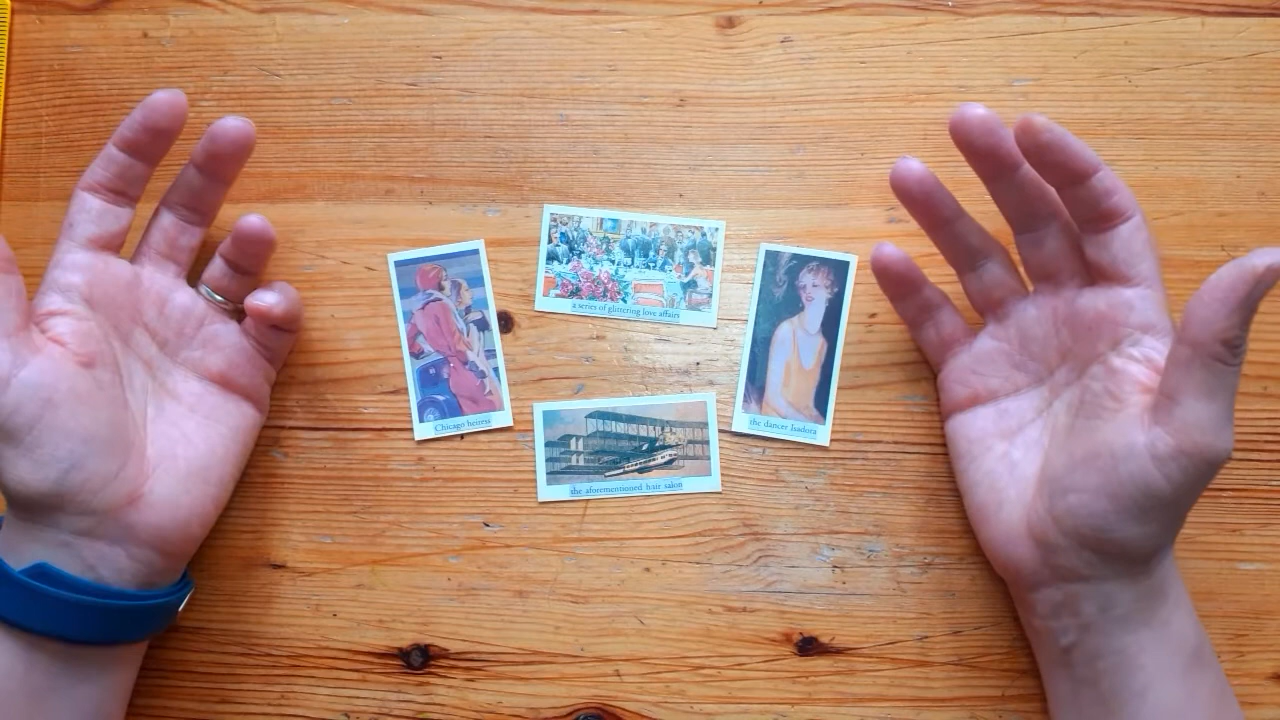 a series of glittering love affairs
Chicago heiress
the dancer Isadora
the aforementioned hair salon